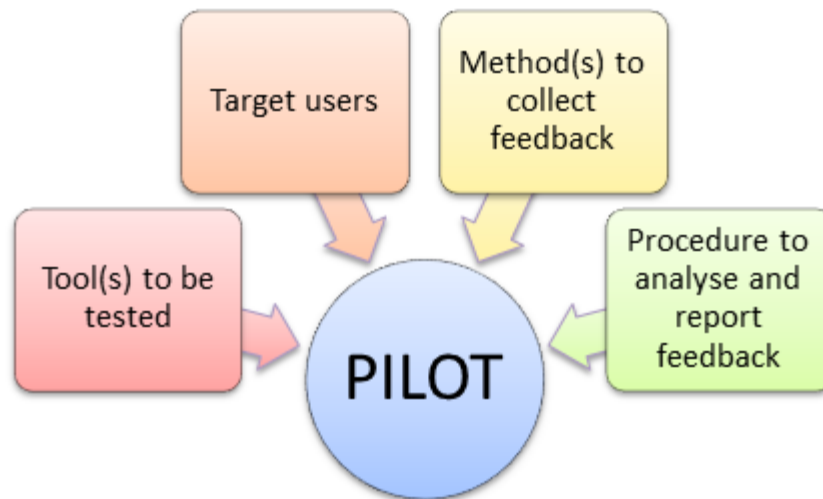 Target users
Method(s) to
collect
feedback
Tool(s) to be
tested
Procedure to
analyse and
report
feedback
PILOT